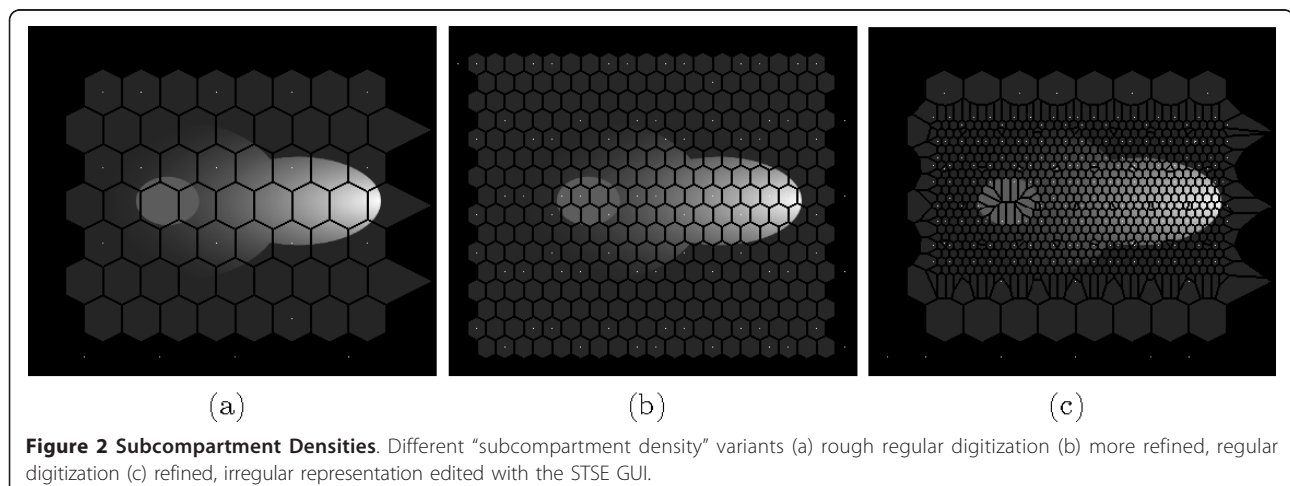 (a) (b) (c)
Figure 2 Subcompartment Densities. Different “subcompartment density” variants (a) rough regular digitization (b) more refined, regular
digitization (c) refined, irregular representation edited with the STSE GUI.